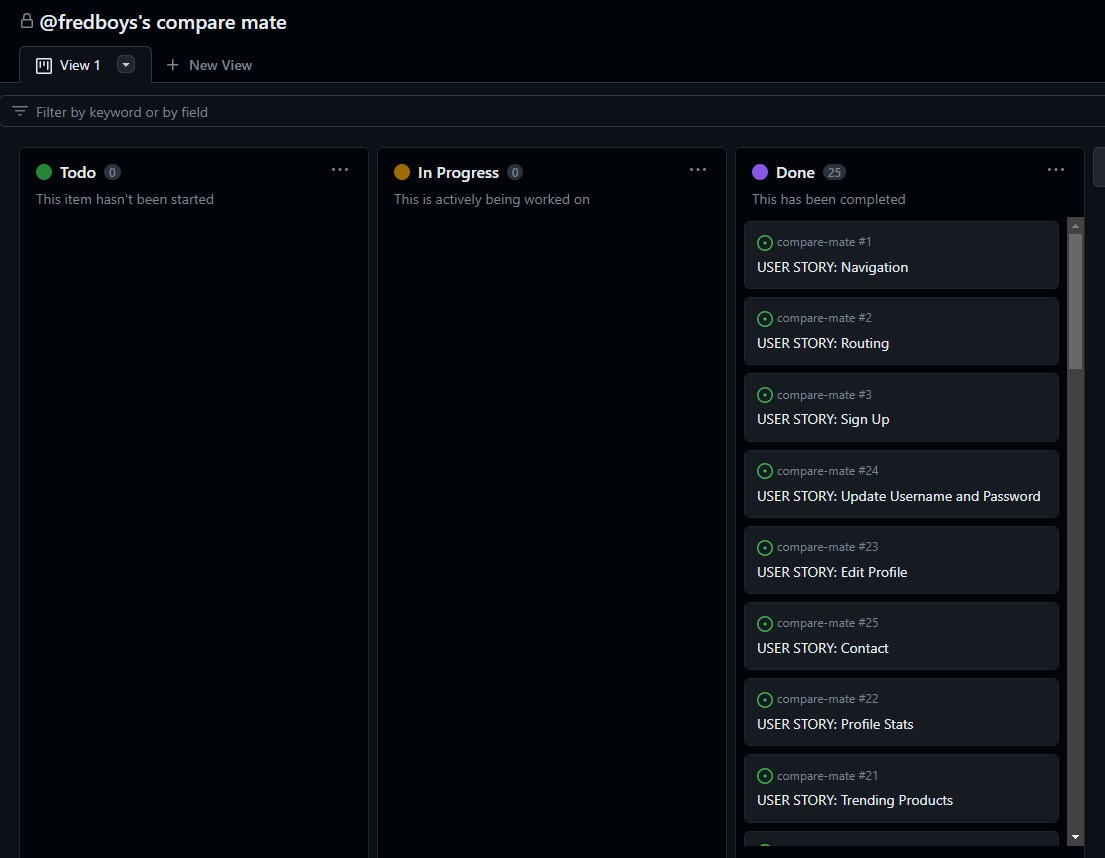 @fredboys's compare mate
View 1
New View
Filter by keyword or by field
Todo 0
This item hasn't been started
In Progress 0
This is actively being worked on
Done 25
This has been completed
compare-mate #1
USER STORY: Navigation
compare-mate #2
USER STORY: Routing
compare-mate #3
USER STORY: Sign Up
compare-mate #24
USER STORY: Update Username and Password
compare-mate #23
USER STORY: Edit Profile
compare-mate #25
USER STORY: Contact
compare-mate #22
USER STORY: Profile Stats
compare-mate #21
USER STORY: Trending Products